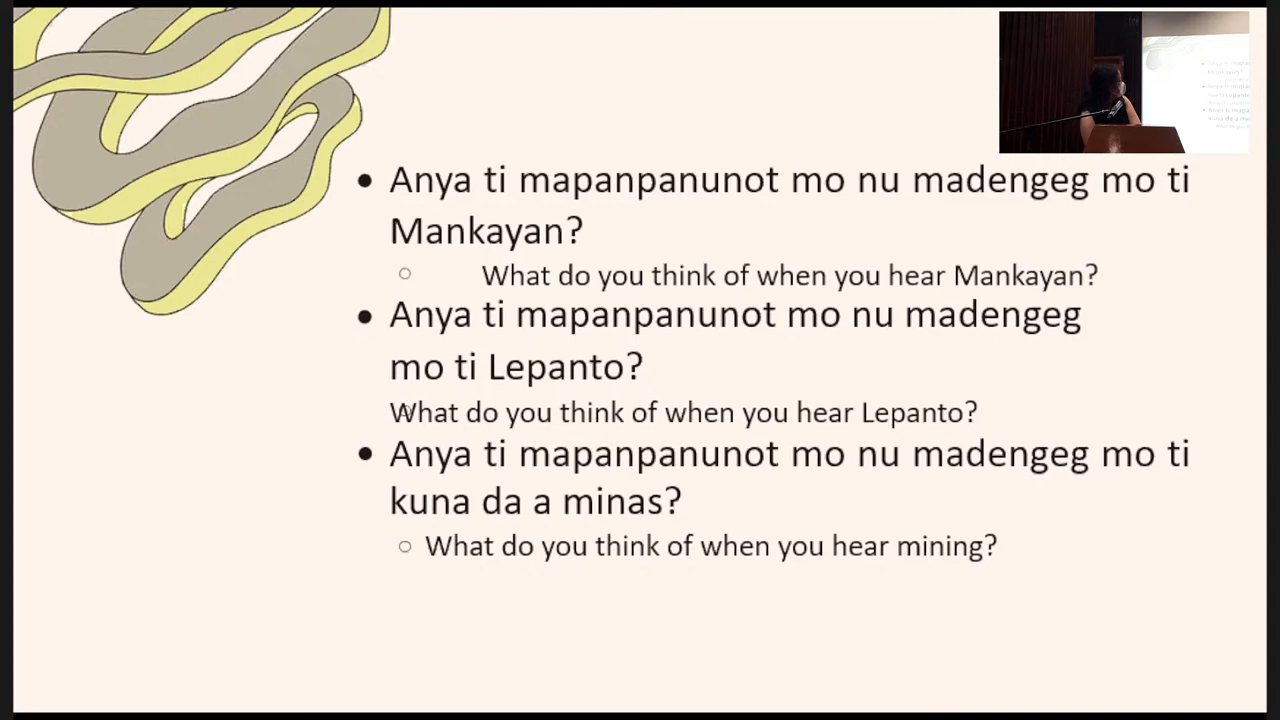 • Anya ti mapanpanunot mo nu madengeg mo ti
Mankayan?
○ What do you think of when you hear Mankayan?
• Anya ti mapanpanunot mo nu madengeg
mo ti Lepanto?
○ What do you think of when you hear Lepanto?
• Anya ti mapanpanunot mo nu madengeg mo ti
kuna da a minas?
○ What do you think of when you hear mining?